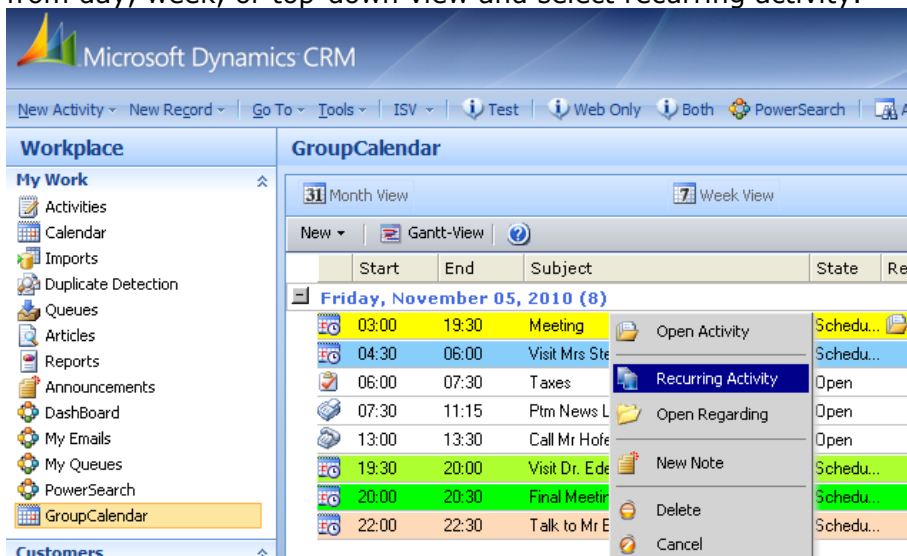 from day, week, or top-down view and select recurring activity.
Microsoft Dynamics CRM
New Activity New Record Go To Tools ISV Test Web Only Both PowerSearch A
Workplace
GroupCalendar
My Work
Activities
Calendar
Imports
Duplicate Detection
Queues
Articles
Reports
Announcements
DashBoard
My Emails
My Queues
PowerSearch
GroupCalendar
Customers
31 Month View 7 Week View
New Gantt-View ?
Start End Subject State Re
Friday, November 05, 2010 (8)
03:00 19:30 Meeting Schedu...
04:30 06:00 Visit Mrs Ste Schedu...
06:00 07:30 Taxes Open
07:30 11:15 Ptm News L Open
13:00 13:30 Call Mr Hofe Open
19:30 20:00 Visit Dr. Ede Schedu...
20:00 20:30 Final Meetin Schedu...
22:00 22:30 Talk to Mr E Schedu...
Open Activity
Recurring Activity
Open Regarding
New Note
Delete
Cancel